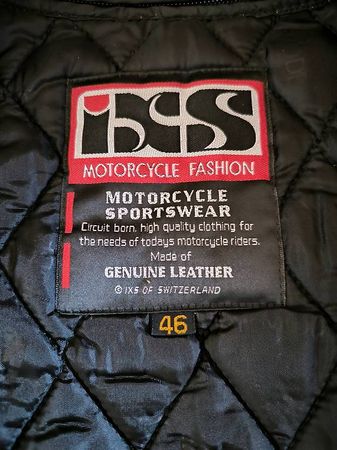 iXS
MOTORCYCLE FASHION
MOTORCYCLE
SPORTSWEAR
Circuit born, high quality clothing for
the needs of todays motorcycle riders.
Made of
GENUINE LEATHER
© IXS OF SWITZERLAND
46